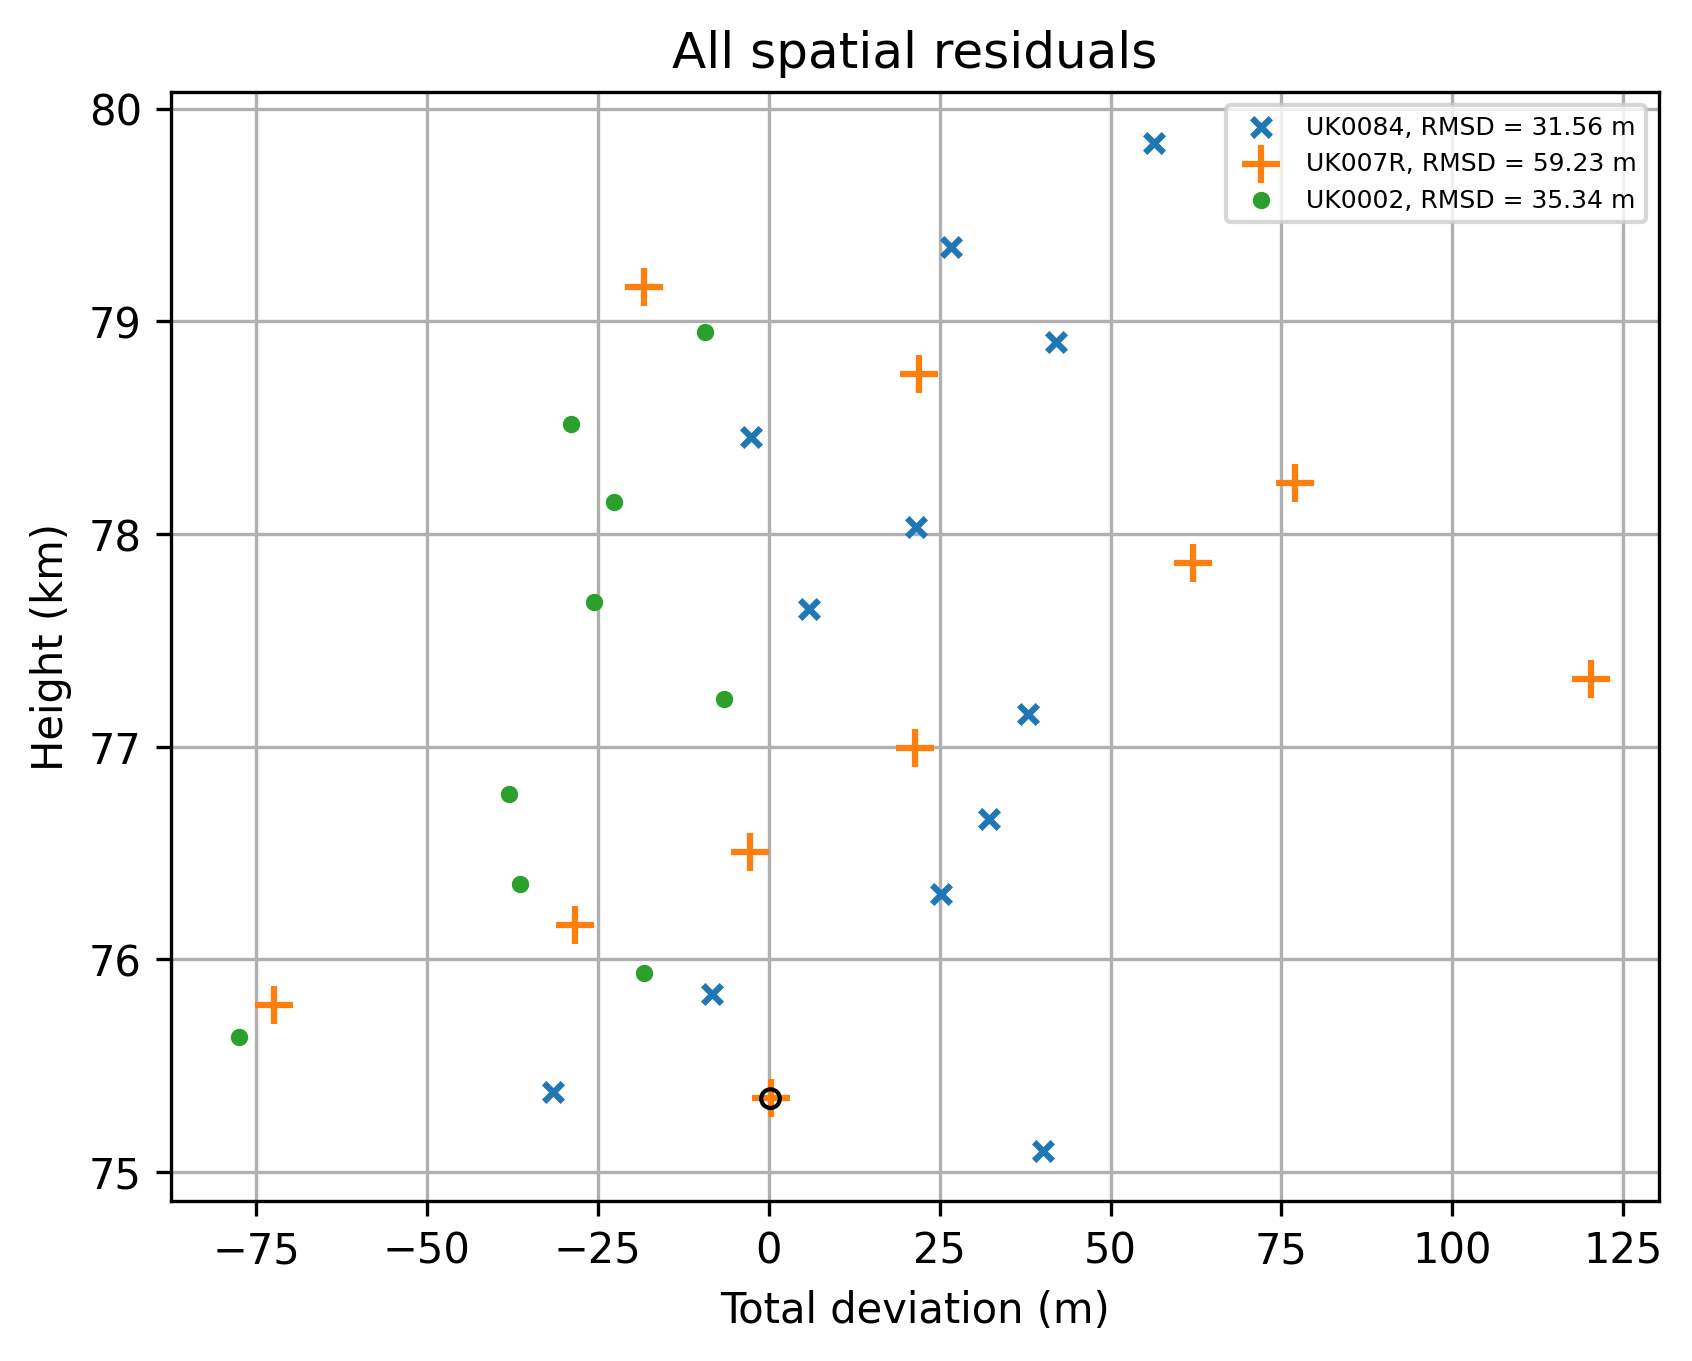 All spatial residuals
80
79
78
77
76
75
Height (km)
UK0084, RMSD = 31.56 m
UK007R, RMSD = 59.23 m
UK0002, RMSD = 35.34 m
−75 −50 −25 0 25 50 75 100 125
Total deviation (m)